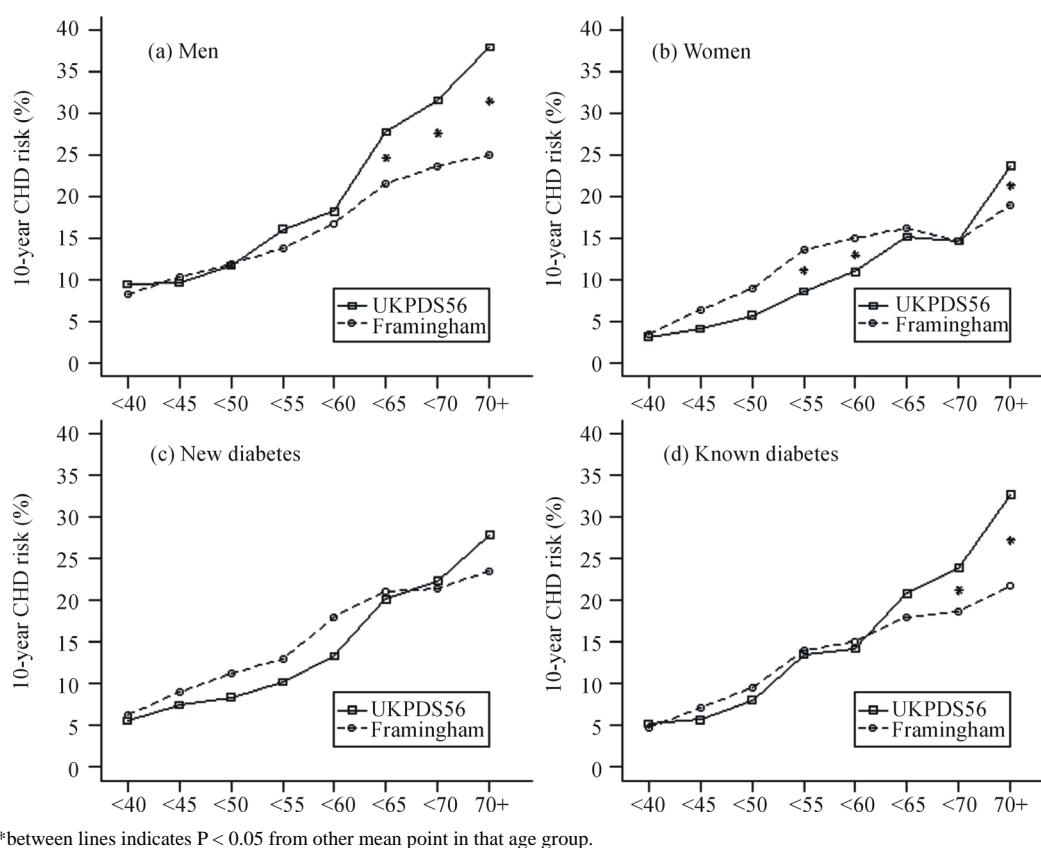 (a) Men
10-year CHD risk (%)
40
35
30
25
20
15
10
5
0
*
*
*
UKPDS56
Framingham
<40 <45 <50 <55 <60 <65 <70 70+
(b) Women
10-year CHD risk (%)
40
35
30
25
20
15
10
5
0
*
*
*
UKPDS56
Framingham
<40 <45 <50 <55 <60 <65 <70 70+
(c) New diabetes
10-year CHD risk (%)
40
35
30
25
20
15
10
5
0
UKPDS56
Framingham
<40 <45 <50 <55 <60 <65 <70 70+
(d) Known diabetes
10-year CHD risk (%)
40
35
30
25
20
15
10
5
0
*
*
UKPDS56
Framingham
<40 <45 <50 <55 <60 <65 <70 70+
*between lines indicates P < 0.05 from other mean point in that age group.